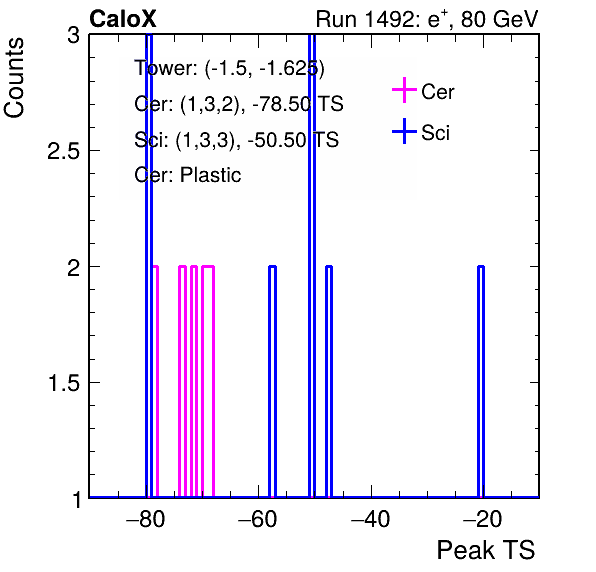 CaloX Run 1492: e+, 80 GeV
Counts
3
2.5
2
1.5
1
Tower: (-1.5, -1.625)
Cer: (1,3,2), -78.50 TS
Sci: (1,3,3), -50.50 TS
Cer: Plastic
Cer
Sci
−80 −60 −40 −20
Peak TS